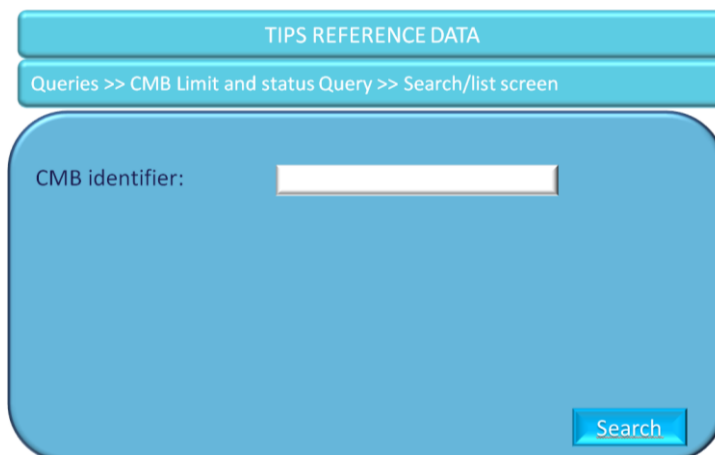 TIPS REFERENCE DATA
Queries >> CMB Limit and status Query >> Search/list screen
CMB identifier:
Search